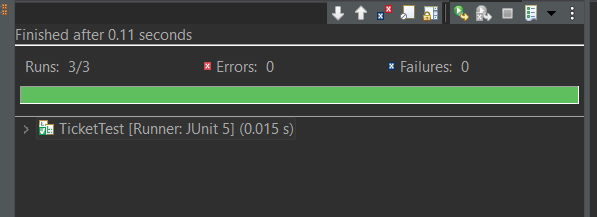 Finished after 0.11 seconds
Runs: 3/3 Errors: 0 Failures: 0
TicketTest [Runner: JUnit 5] (0.015 s)